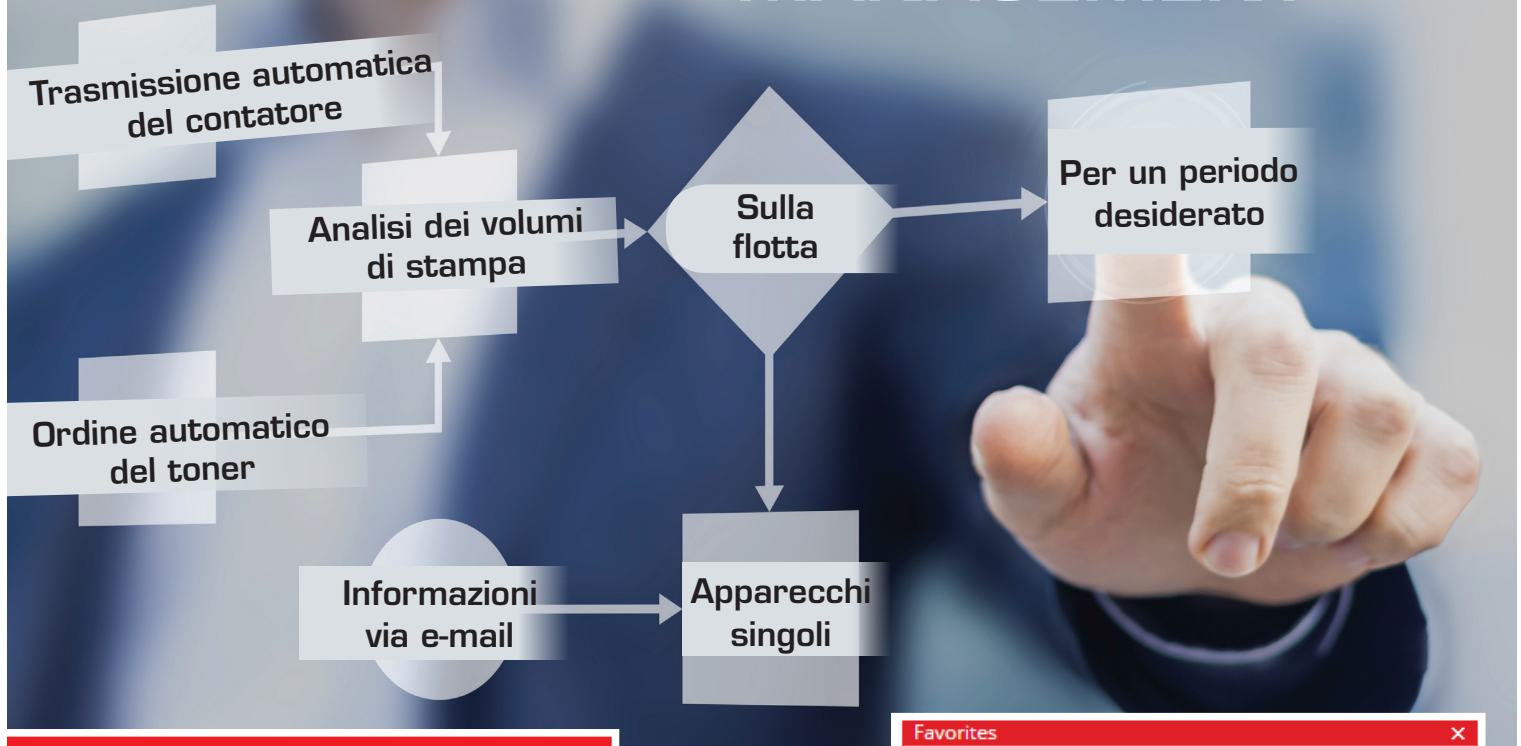 Trasmissione automatica
del contatore
Analisi dei volumi
di stampa
Sulla
flotta
Per un periodo
desiderato
Ordine automatico
del toner
Informazioni
via e-mail
Apparecchi
singoli
Favorites